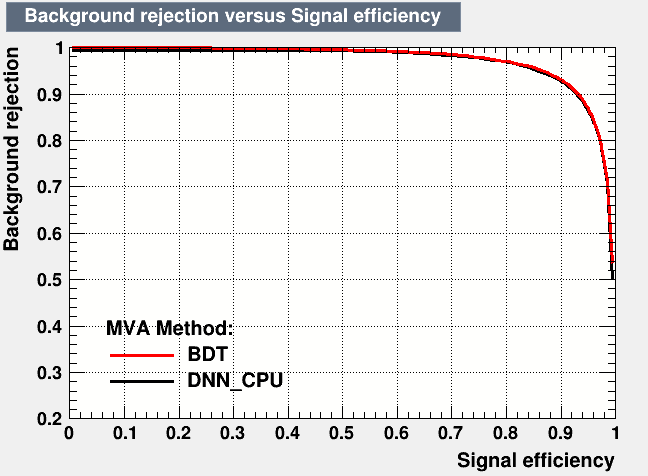 Background rejection versus Signal efficiency
Background rejection
1
0.9
0.8
0.7
0.6
0.5
0.4
0.3
0.2
MVA Method:
BDT
DNN_CPU
0 0.1 0.2 0.3 0.4 0.5 0.6 0.7 0.8 0.9 1
Signal efficiency